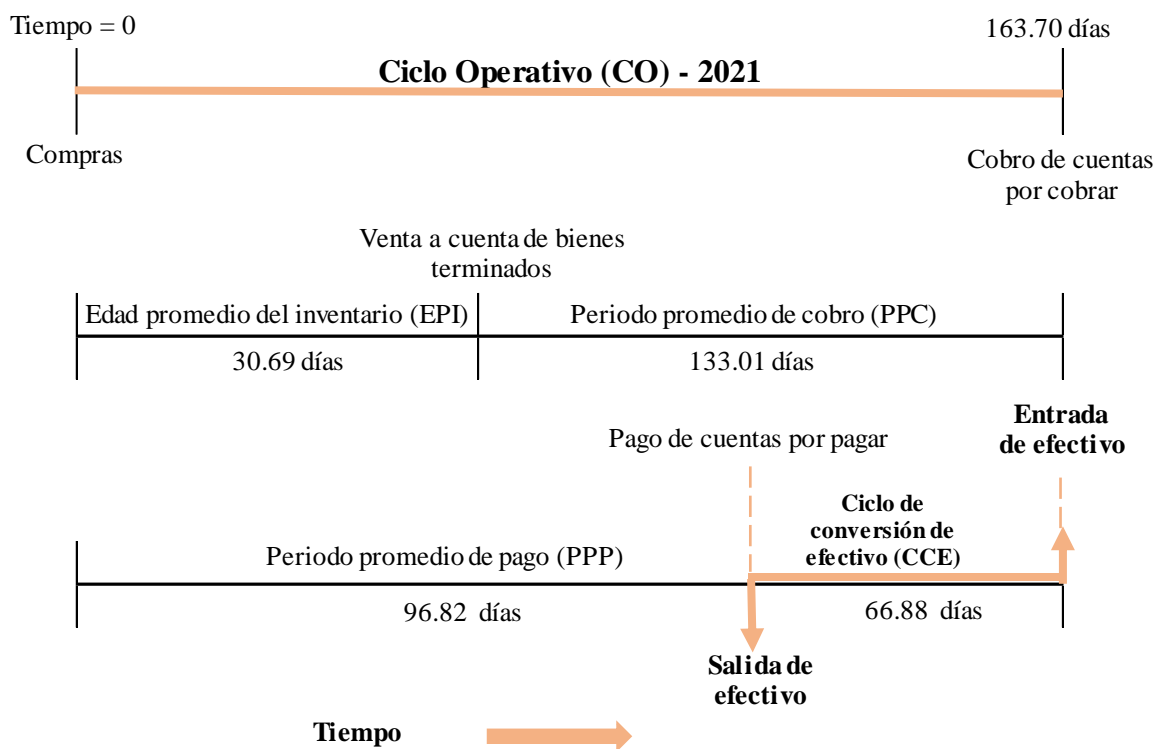 Tiempo = 0
163.70 días
Ciclo Operativo (CO) - 2021
Compras
Cobro de cuentas
por cobrar
Venta a cuenta de bienes
terminados
Edad promedio del inventario (EPI)
Periodo promedio de cobro (PPC)
30.69 días
133.01 días
Entrada
de efectivo
Pago de cuentas por pagar
Ciclo de
conversión de
efectivo (CCE)
Periodo promedio de pago (PPP)
96.82 días
66.88 días
Salida de
efectivo
Tiempo